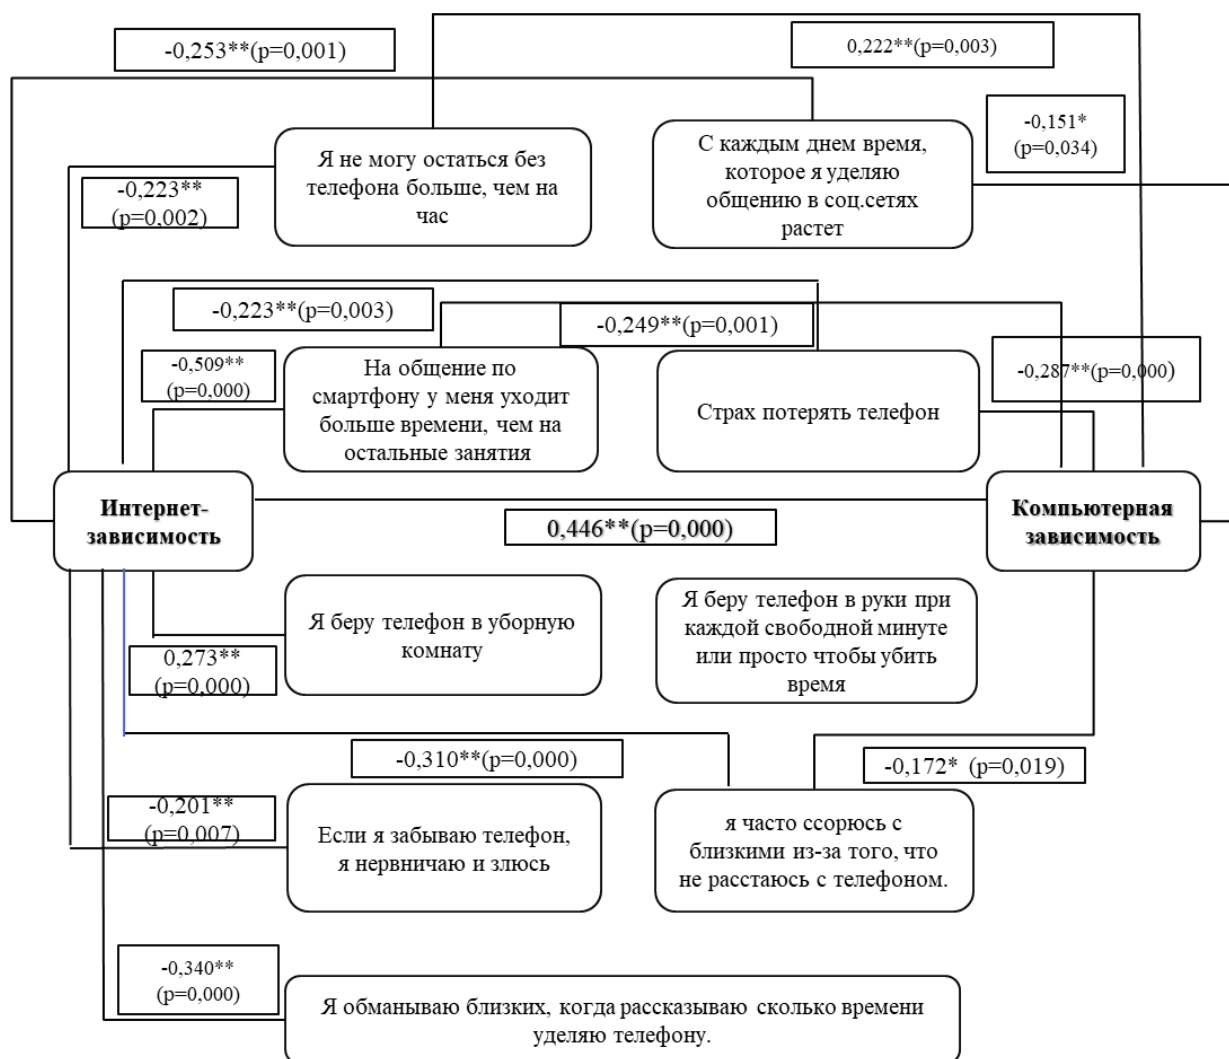 -0,253**(p=0,001)
0,222**(p=0,003)
-0,151*
(p=0,034)
Я не могу остаться без
телефона больше, чем на
час
С каждым днем время,
которое я уделяю
общению в соц.сетях
растет
-0,223**
(p=0,002)
-0,223**(p=0,003)
-0,249**(p=0,001)
-0,509**
(p=0,000)
На общение по
смартфону у меня уходит
больше времени, чем на
остальные занятия
Страх потерять телефон
-0,287**(p=0,000)
Интернет-
зависимость
0,446**(p=0,000)
Компьютерная
зависимость
Я беру телефон в уборную
комнату
Я беру телефон в руки при
каждой свободной минуте
или просто чтобы убить
время
0,273**
(p=0,000)
-0,310**(p=0,000)
-0,172* (p=0,019)
-0,201**
(p=0,007)
Если я забываю телефон,
я нервничаю и злюсь
я часто ссорюсь с
близкими из-за того, что
не расстаюсь с телефоном.
-0,340**
(p=0,000)
Я обманываю близких, когда рассказываю сколько времени
уделяю телефону.